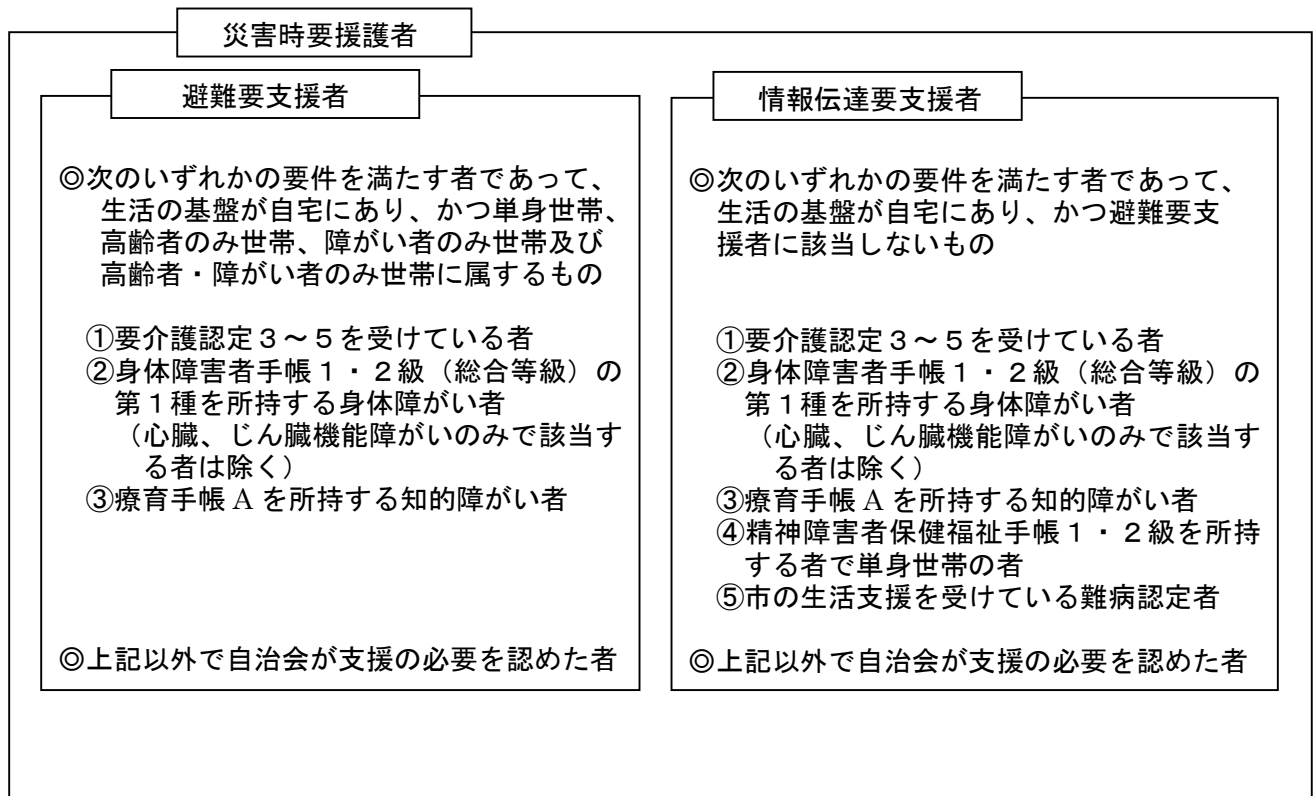 災害時要援護者
避難要支援者
◎次のいずれかの要件を満たす者であって、
生活の基盤が自宅にあり、かつ単身世帯、
高齢者のみ世帯、障がい者のみ世帯及び
高齢者・障がい者のみ世帯に属するもの
①要介護認定３～５を受けている者
②身体障害者手帳１・２級（総合等級）の
第１種を所持する身体障がい者
（心臓、じん臓機能障がいのみで該当す
る者は除く）
③療育手帳 A を所持する知的障がい者
◎上記以外で自治会が支援の必要を認めた者
情報伝達要支援者
◎次のいずれかの要件を満たす者であって、
生活の基盤が自宅にあり、かつ避難要支
援者に該当しないもの
①要介護認定３～５を受けている者
②身体障害者手帳１・２級（総合等級）の
第１種を所持する身体障がい者
（心臓、じん臓機能障がいのみで該当す
る者は除く）
③療育手帳 A を所持する知的障がい者
④精神障害者保健福祉手帳１・２級を所持
する者で単身世帯の者
⑤市の生活支援を受けている難病認定者
◎上記以外で自治会が支援の必要を認めた者